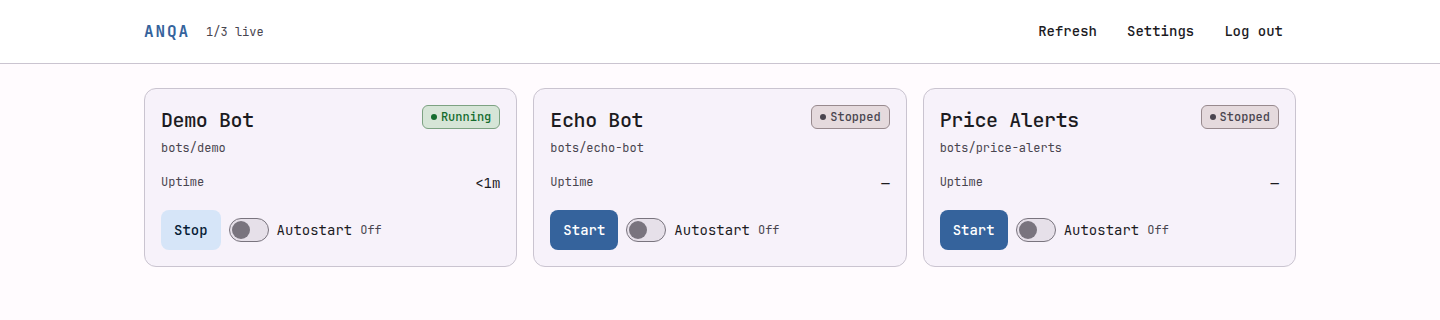 ANQA 1/3 live Refresh Settings Log out
Demo Bot Running
bots/demo
Uptime <1m
Stop Autostart Off
Echo Bot Stopped
bots/echo-bot
Uptime —
Start Autostart Off
Price Alerts Stopped
bots/price-alerts
Uptime —
Start Autostart Off